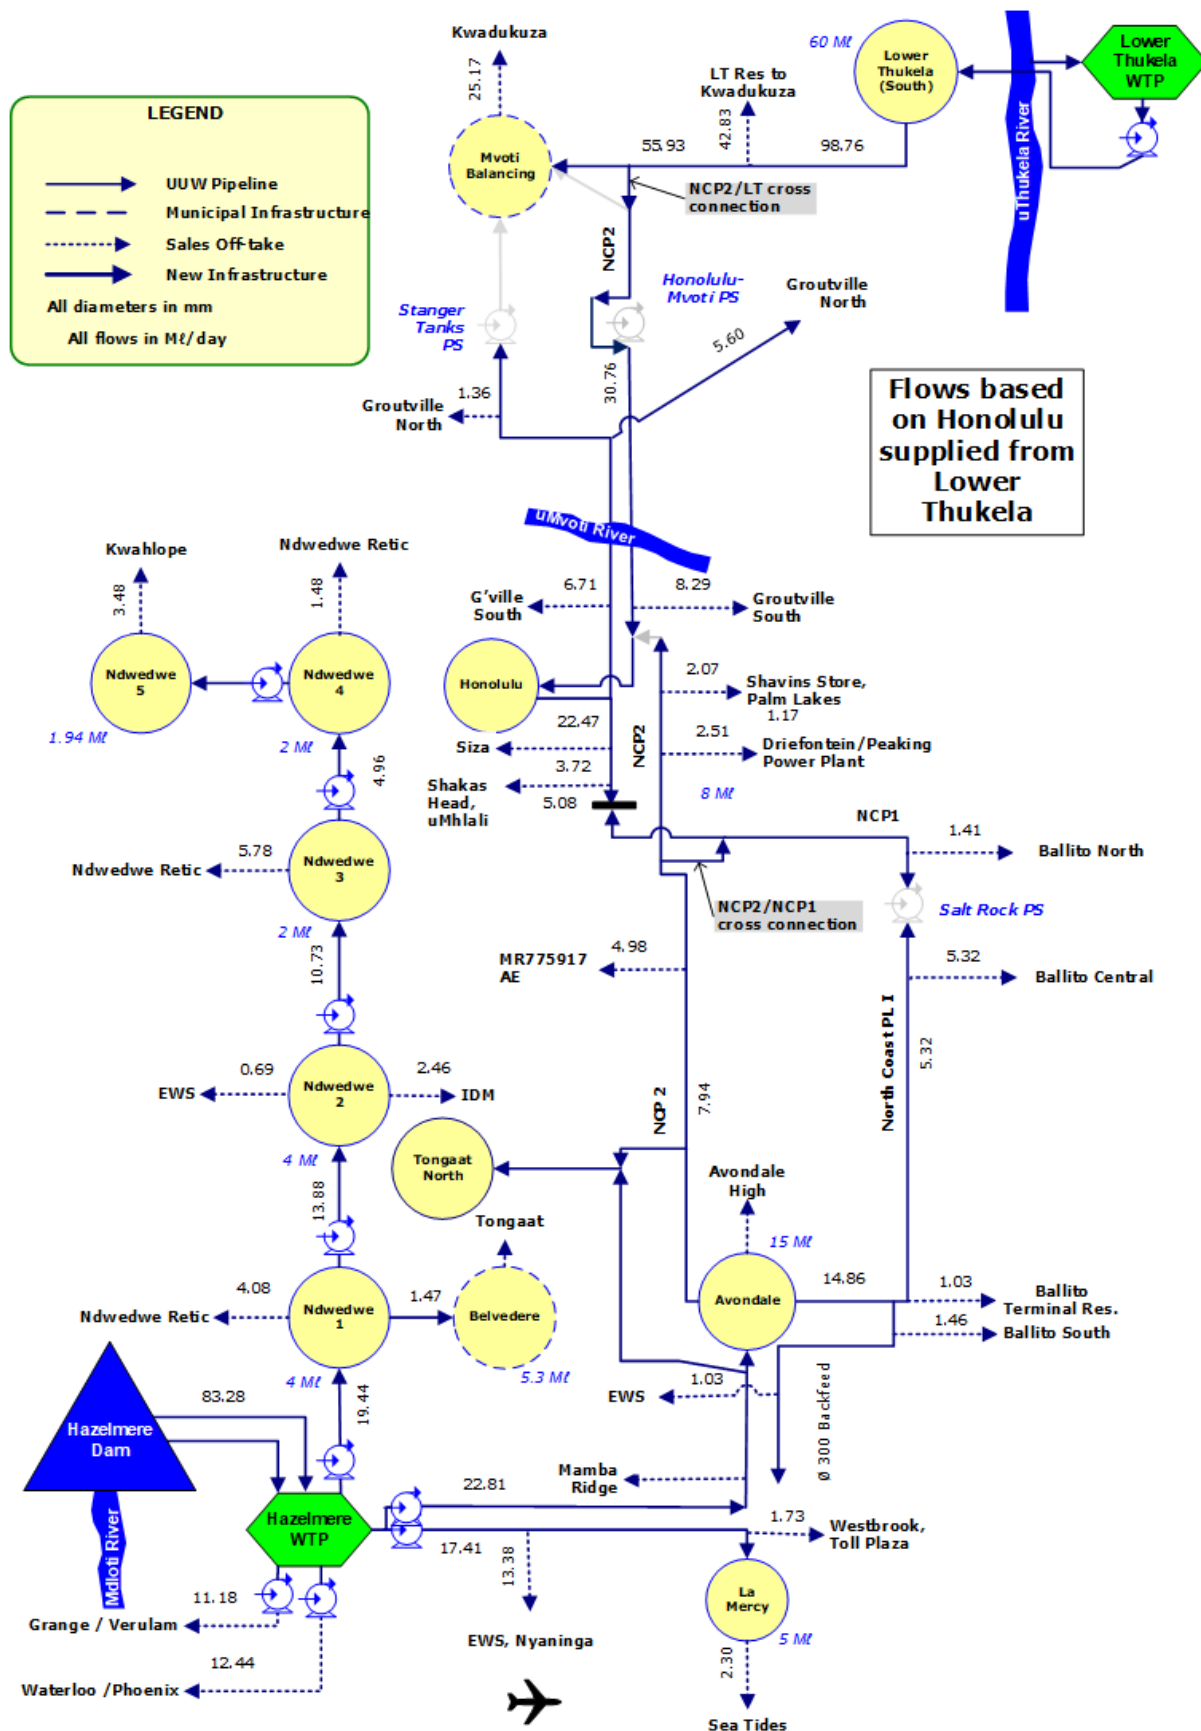 Kwadukuza
25.17
Mvoti
Balancing
60 Mℓ
Lower
Thukela
(South)
Lower
Thukela
WTP
uThukela River
LT Res to
Kwadukuza
42.83
55.93
98.76
NCP2/LT cross
connection
LEGEND
UUW Pipeline
Municipal Infrastructure
Sales Off-take
New Infrastructure
All diameters in mm
All flows in Mℓ/day
NCP2
Honolulu-
Mvoti PS
Groutville
North
Stanger
Tanks
PS
5.60
30.76
1.36
Groutville
North
Flows based
on Honolulu
supplied from
Lower
Thukela
uMvoti River
Kwahlope
3.48
Ndwedwe Retic
1.48
6.71
G'ville
South
8.29
Groutville
South
Ndwedwe
5
1.94 Mℓ
Ndwedwe
4
2 Mℓ
Honolulu
2.07
Shavins Store,
Palm Lakes
1.17
22.47
Siza
NCP2
2.51
Driefontein/Peaking
Power Plant
3.72
Shakas
Head,
uMhlali
5.08
8 Mℓ
4.96
NCP1
1.41
Ballito North
5.78
Ndwedwe Retic
Ndwedwe
3
2 Mℓ
NCP2/NCP1
cross connection
Salt Rock PS
10.73
MR775917
AE
4.98
5.32
Ballito Central
North Coast PL I
5.32
0.69
EWS
Ndwedwe
2
2.46
IDM
4 Mℓ
NCP 2
7.94
Tongaat
North
13.88
Avondale
High
15 Mℓ
Tongaat
4.08
Ndwedwe Retic
Ndwedwe
1
1.47
Belvedere
Avondale
14.86
1.03
Ballito
Terminal Res.
1.46
Ballito South
4 Mℓ
5.3 Mℓ
1.03
EWS
Ø 300 Backfeed
19.44
Hazelmere
Dam
83.28
Mamba
Ridge
22.81
Hazelmere
WTP
Mdloti River
17.41
13.38
1.73
Westbrook,
Toll Plaza
La
Mercy
5 Mℓ
11.18
Grange / Verulam
EWS, Nyaninga
12.44
Waterloo /Phoenix
2.30
Sea Tides